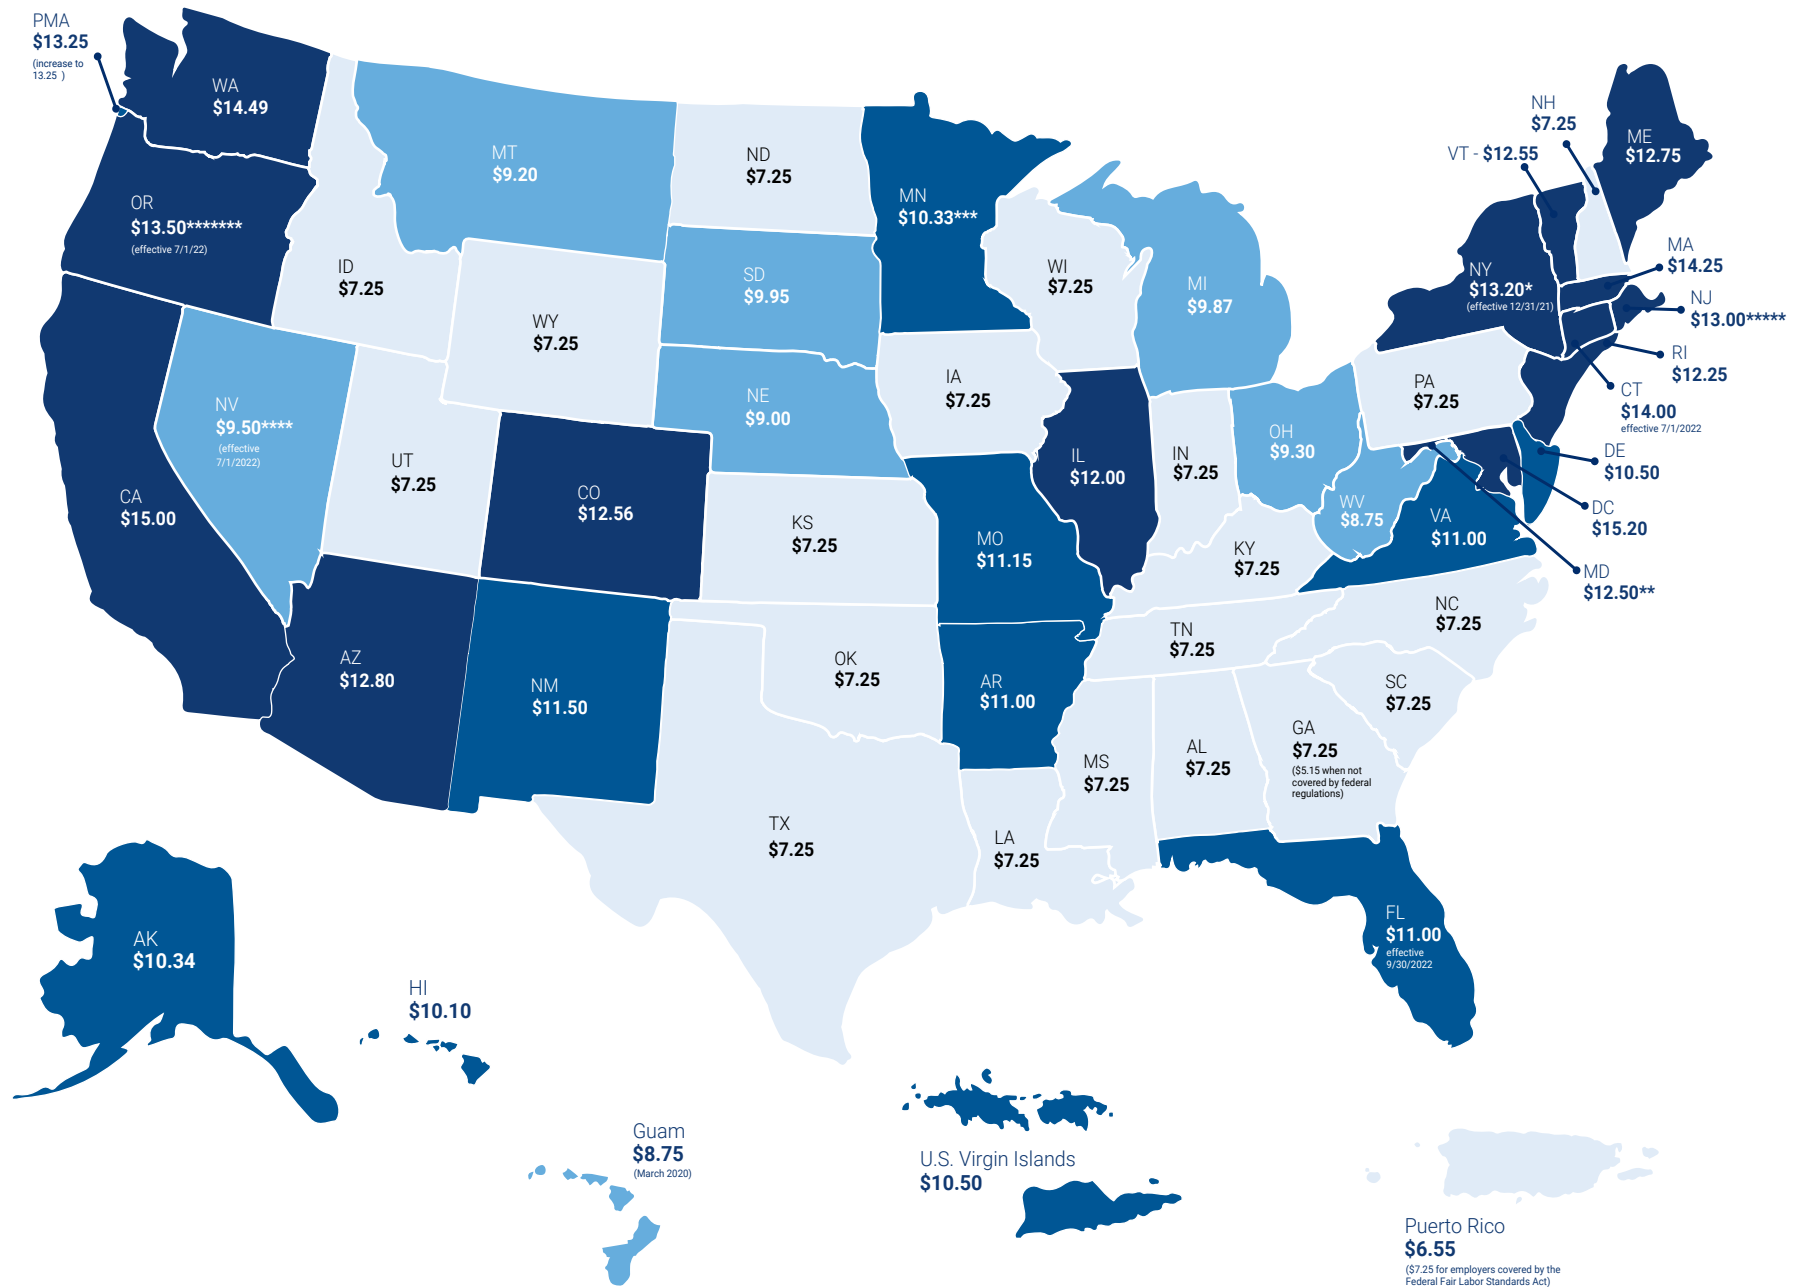 PMA
$13.25
(increase to
13.25 )
WA
$14.49
OR
$13.50*******
(effective 7/1/22)
CA
$15.00
NV
$9.50****
(effective
7/1/2022)
ID
$7.25
MT
$9.20
WY
$7.25
UT
$7.25
AZ
$12.80
CO
$12.56
NM
$11.50
ND
$7.25
SD
$9.95
NE
$9.00
KS
$7.25
OK
$7.25
TX
$7.25
MN
$10.33***
IA
$7.25
MO
$11.15
AR
$11.00
LA
$7.25
WI
$7.25
IL
$12.00
MI
$9.87
IN
$7.25
OH
$9.30
KY
$7.25
TN
$7.25
MS
$7.25
AL
$7.25
GA
$7.25
($5.15 when not
covered by federal
regulations)
FL
$11.00
effective
9/30/2022
SC
$7.25
NC
$7.25
VA
$11.00
WV
$8.75
PA
$7.25
NY
$13.20*
(effective 12/31/21)
VT - $12.55
NH
$7.25
ME
$12.75
MA
$14.25
NJ
$13.00*****
RI
$12.25
CT
$14.00
effective 7/1/2022
DE
$10.50
DC
$15.20
MD
$12.50**
AK
$10.34
HI
$10.10
Guam
$8.75
(March 2020)
U.S. Virgin Islands
$10.50
Puerto Rico
$6.55
($7.25 for employers covered by the
Federal Fair Labor Standards Act)